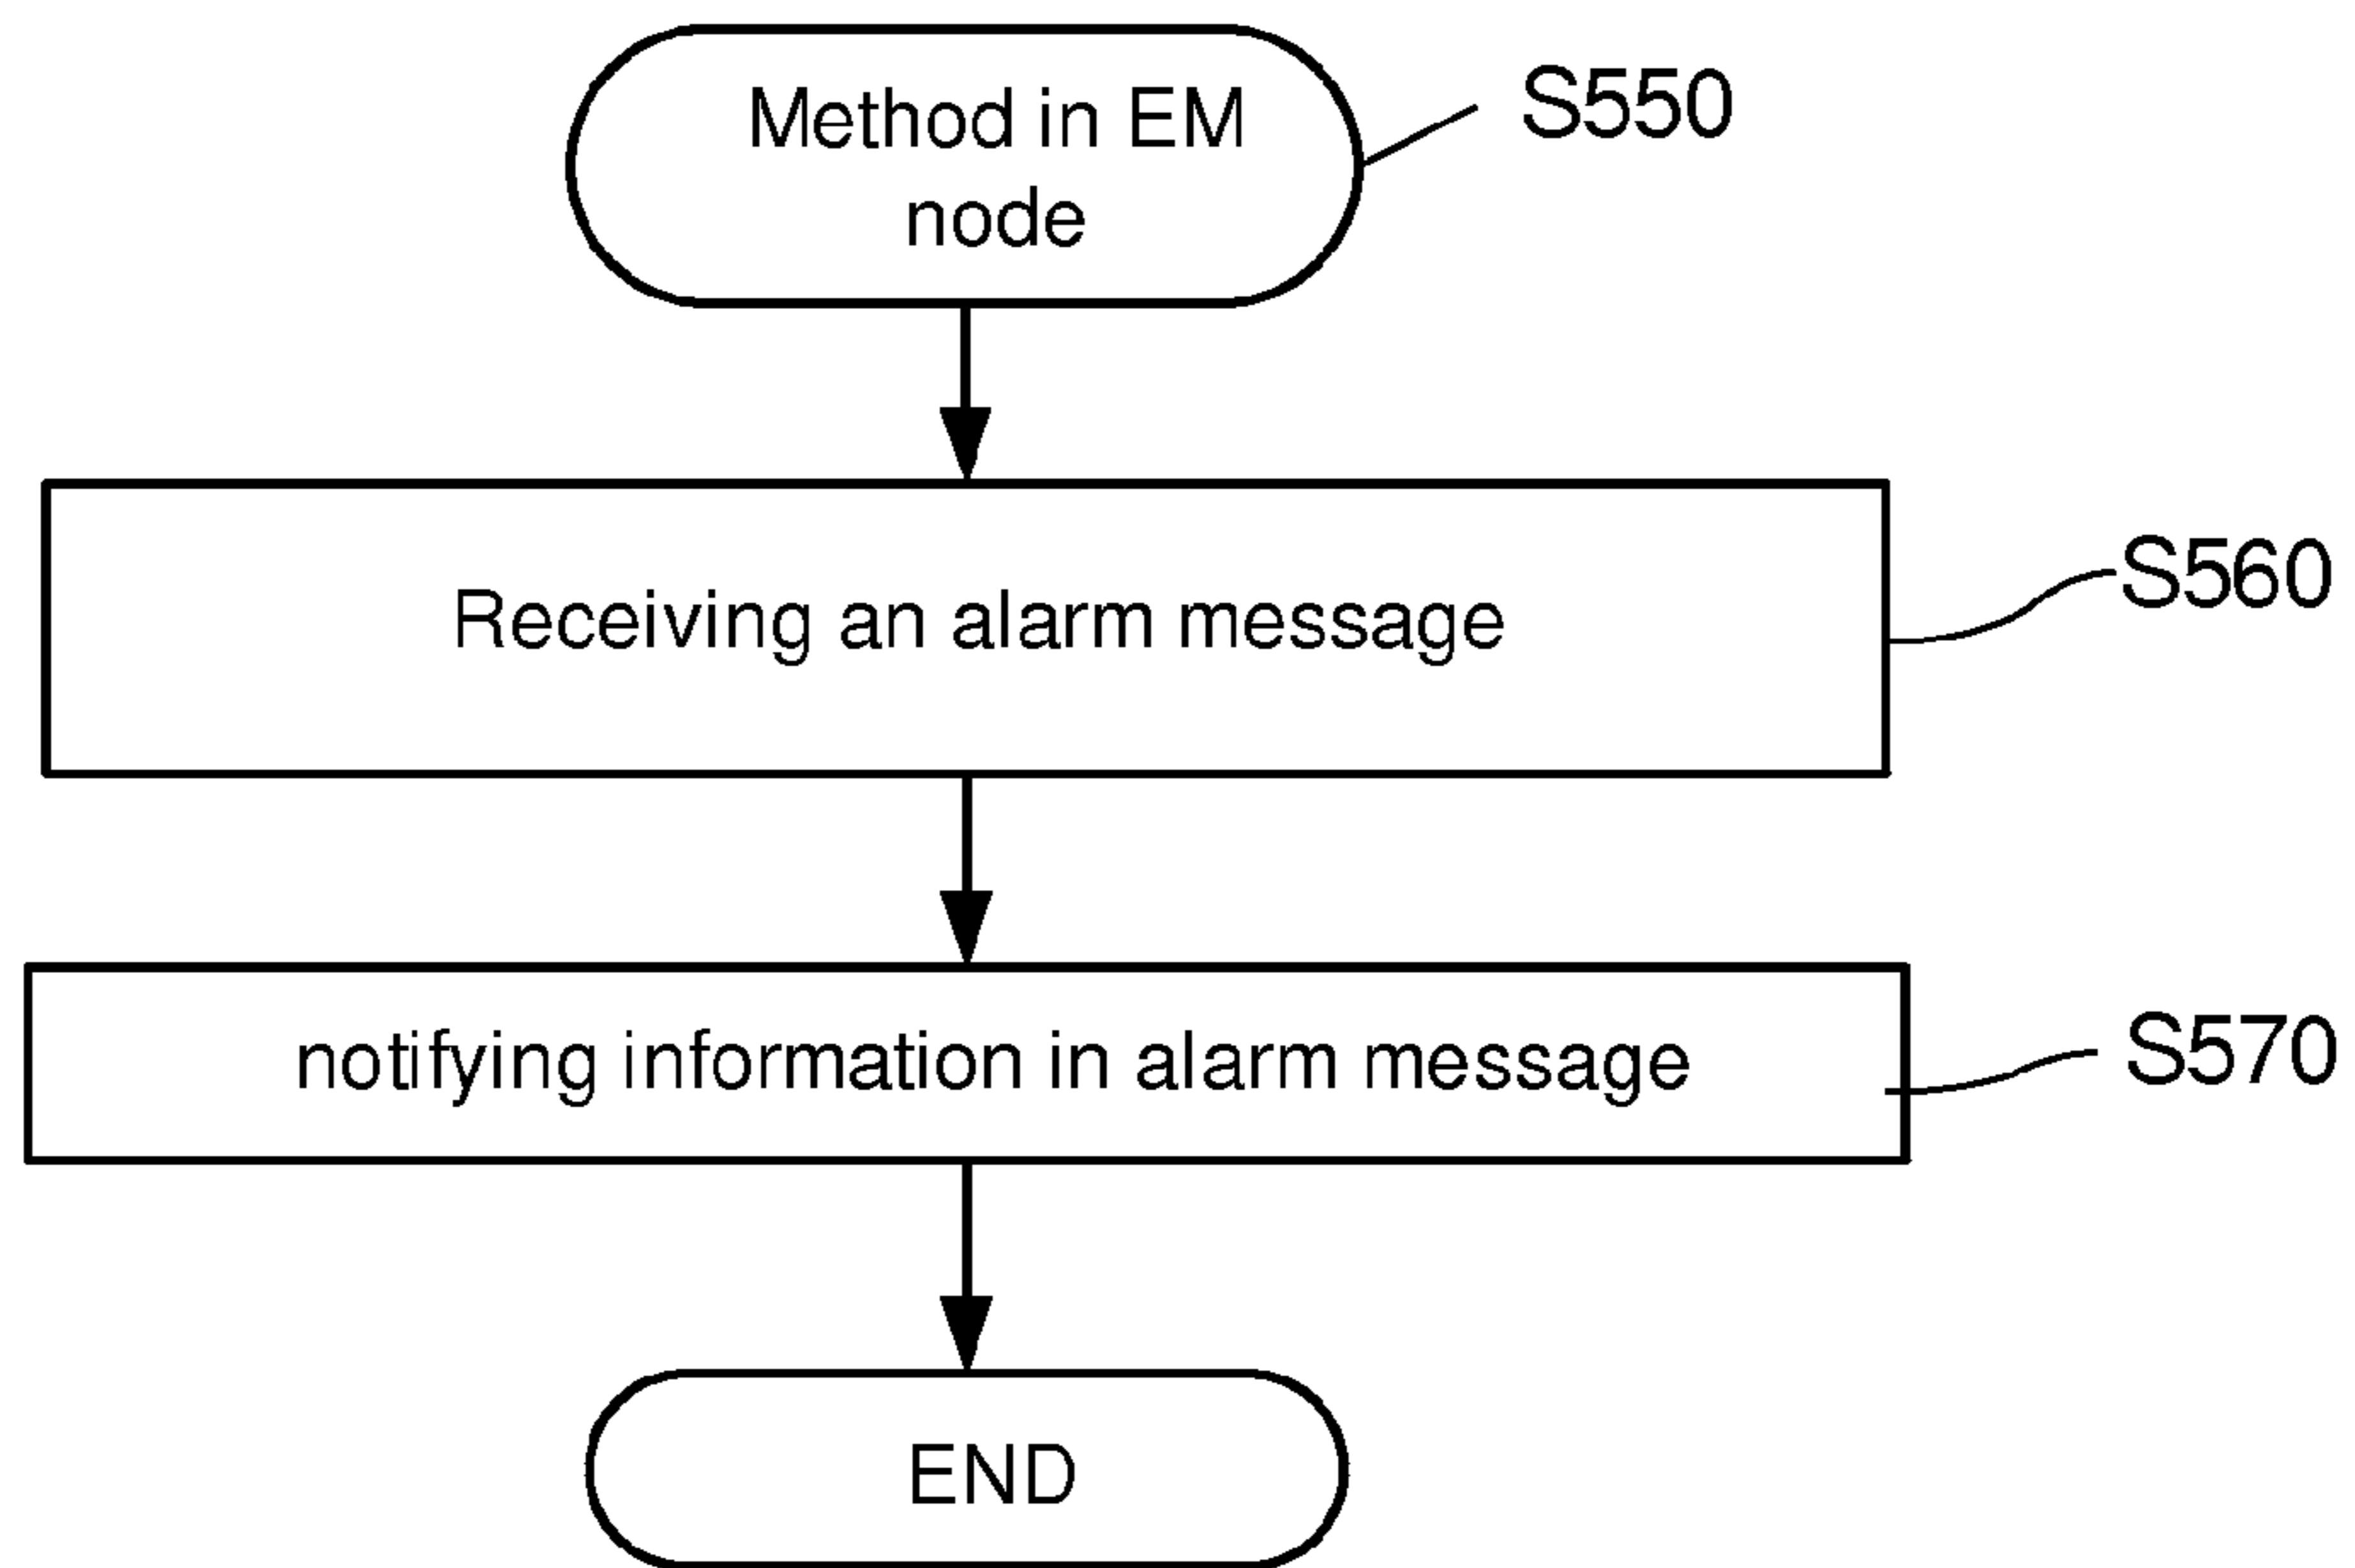 Method in EM
node
S550
Receiving an alarm message
S560
notifying information in alarm message
S570
END